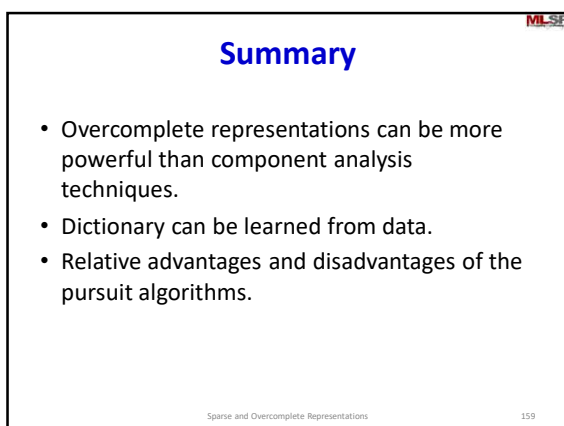 MLSP
Summary
• Overcomplete representations can be more
powerful than component analysis
techniques.
• Dictionary can be learned from data.
• Relative advantages and disadvantages of the
pursuit algorithms.
Sparse and Overcomplete Representations 159